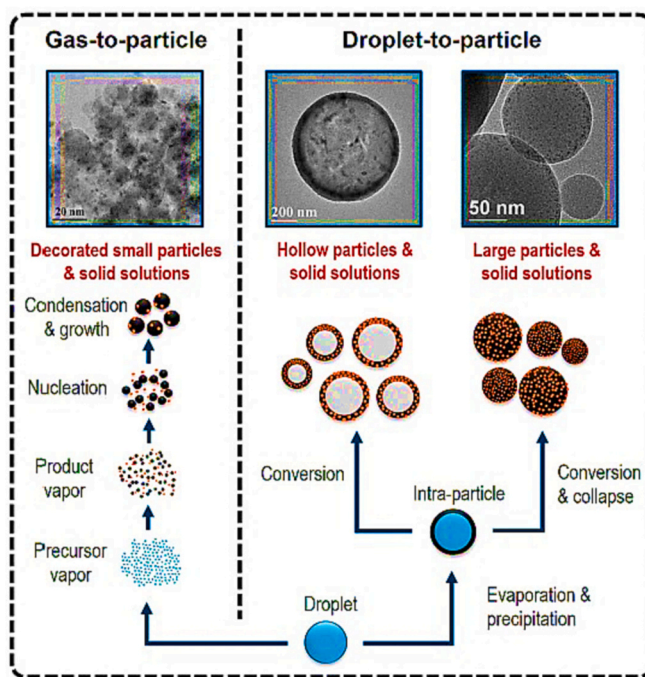 Gas-to-particle
Droplet-to-particle
20 nm
200 nm
50 nm
Decorated small particles
& solid solutions
Hollow particles &
solid solutions
Large particles &
solid solutions
Condensation
& growth
Nucleation
Product
vapor
Precursor
vapor
Conversion
Intra-particle
Conversion
& collapse
Droplet
Evaporation &
precipitation